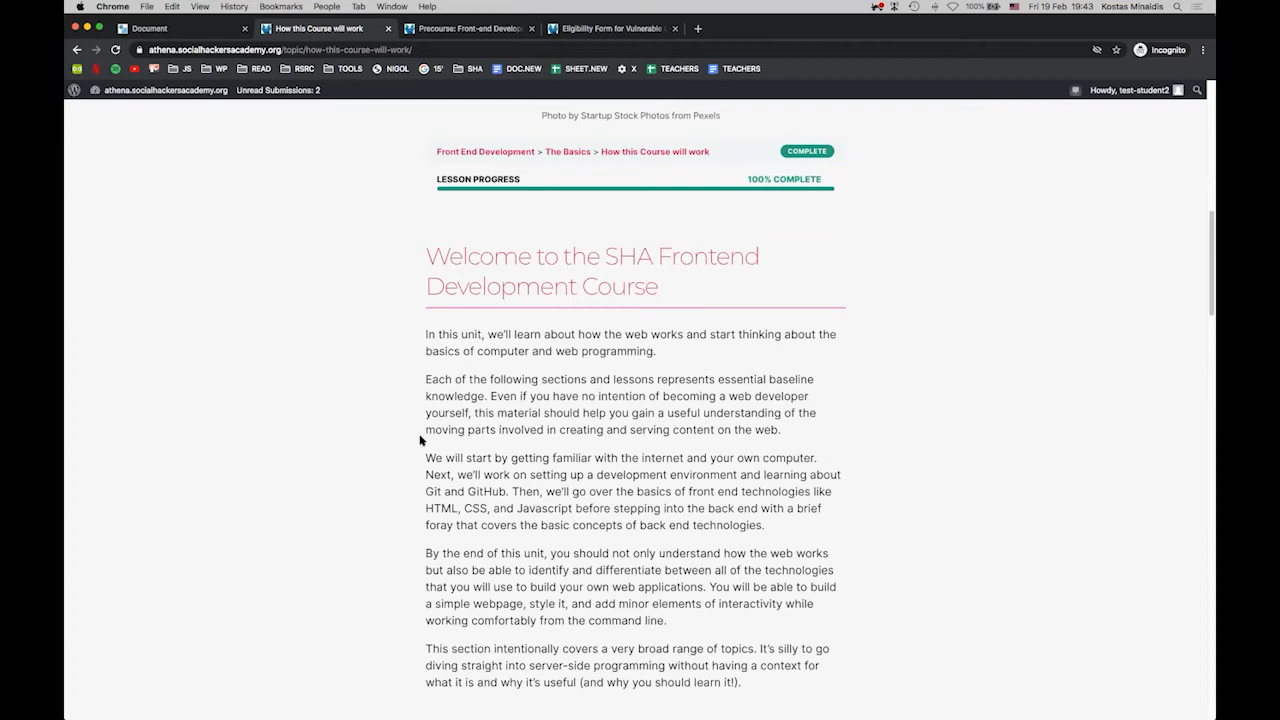 Chrome File Edit View History Bookmarks People Tab Window Help 100% Fri 19 Feb 19:43 Kostas Minaidis
Document How this Course will work Precourse: Front-end Develop Eligibility Form for Vulnerable
athena.socialhackersacademy.org/topic/how-this-course-will-work/ Incognito
JS WP READ RSRC TOOLS NIGOL 15' SHA DOC.NEW SHEET.NEW X TEACHERS TEACHERS
athena.socialhackersacademy.org Unread Submissions: 2 Howdy, test-student2
Photo by Startup Stock Photos from Pexels
Front End Development > The Basics > How this Course will work COMPLETE
LESSON PROGRESS 100% COMPLETE
Welcome to the SHA Frontend
Development Course
In this unit, we'll learn about how the web works and start thinking about the
basics of computer and web programming.
Each of the following sections and lessons represents essential baseline
knowledge. Even if you have no intention of becoming a web developer
yourself, this material should help you gain a useful understanding of the
moving parts involved in creating and serving content on the web.
We will start by getting familiar with the internet and your own computer.
Next, we'll work on setting up a development environment and learning about
Git and GitHub. Then, we'll go over the basics of front end technologies like
HTML, CSS, and Javascript before stepping into the back end with a brief
foray that covers the basic concepts of back end technologies.
By the end of this unit, you should not only understand how the web works
but also be able to identify and differentiate between all of the technologies
that you will use to build your own web applications. You will be able to build
a simple webpage, style it, and add minor elements of interactivity while
working comfortably from the command line.
This section intentionally covers a very broad range of topics. It's silly to go
diving straight into server-side programming without having a context for
what it is and why it's useful (and why you should learn it!).